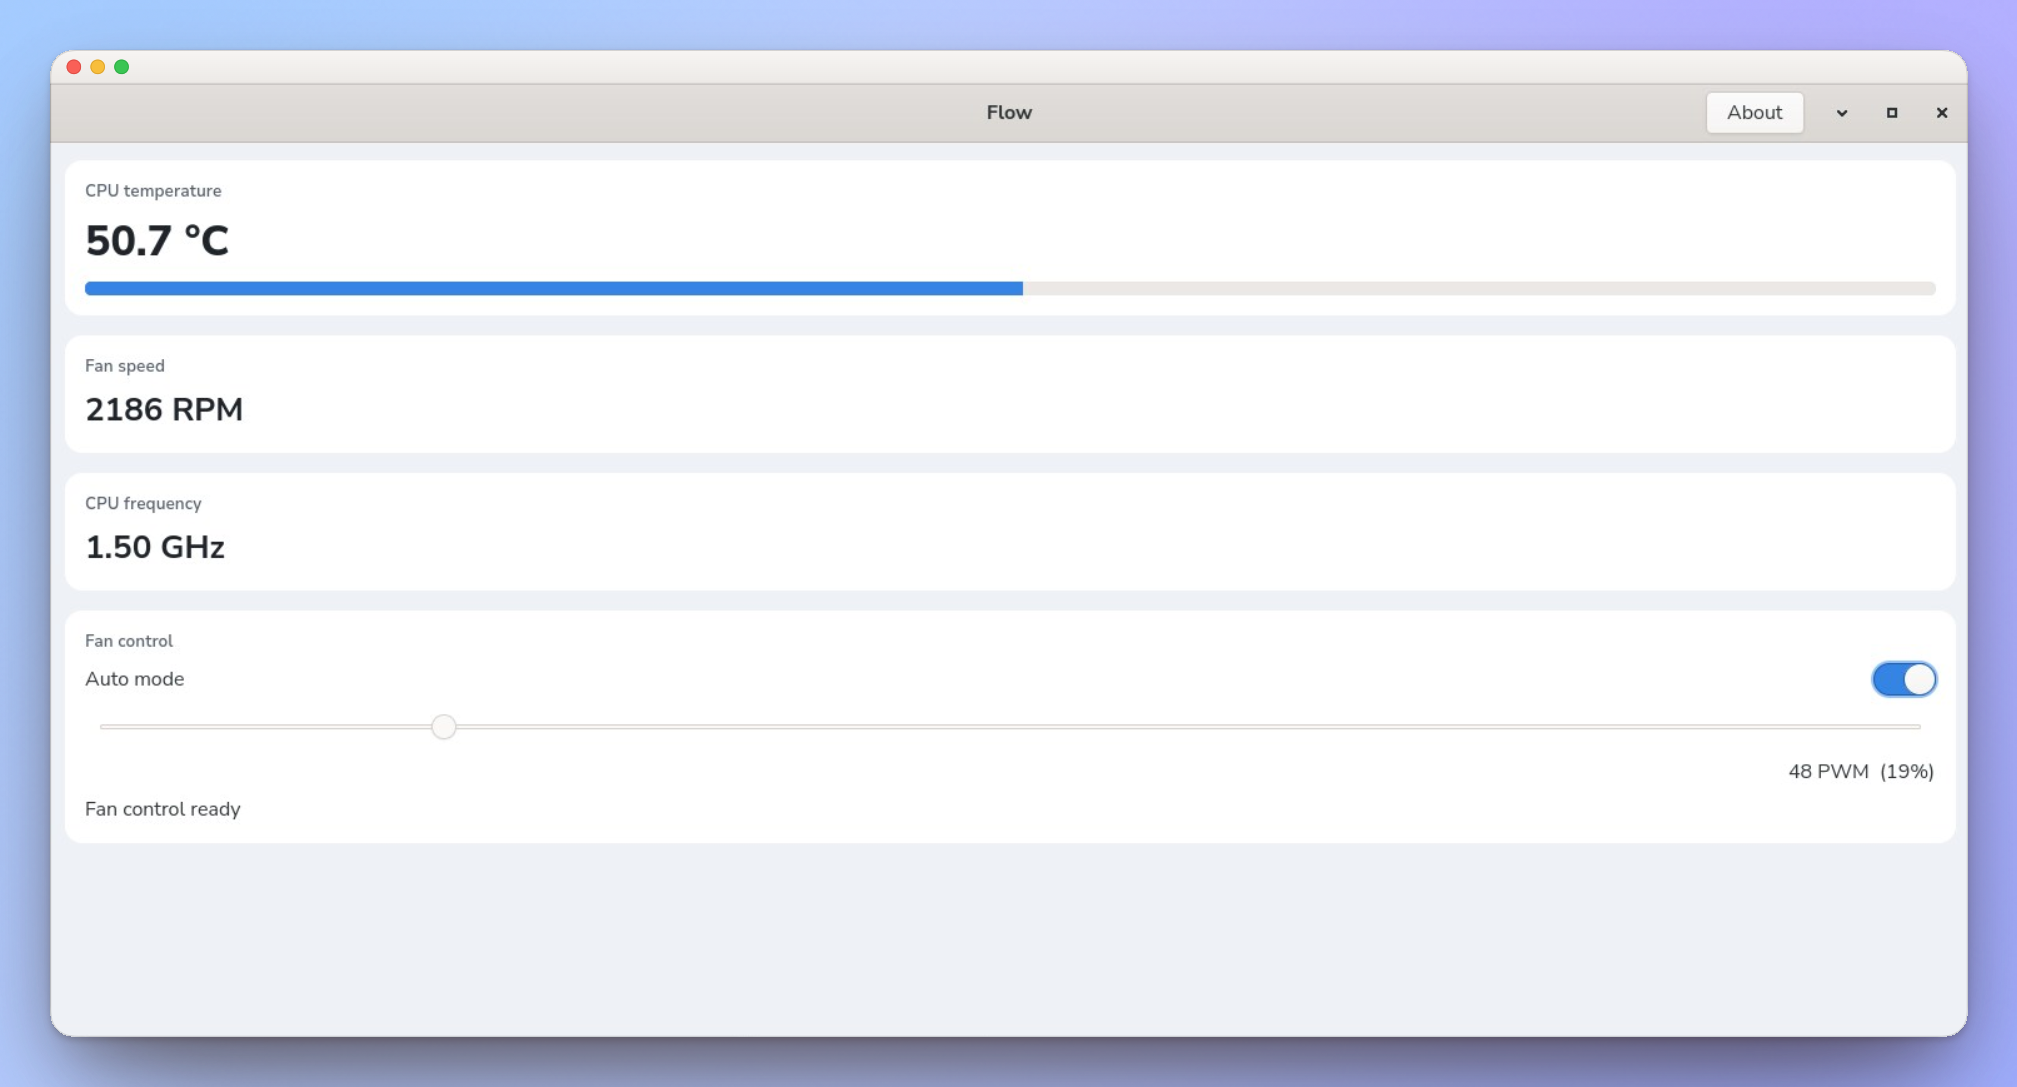 Flow
About
CPU temperature
50.7 °C
Fan speed
2186 RPM
CPU frequency
1.50 GHz
Fan control
Auto mode
48 PWM (19%)
Fan control ready